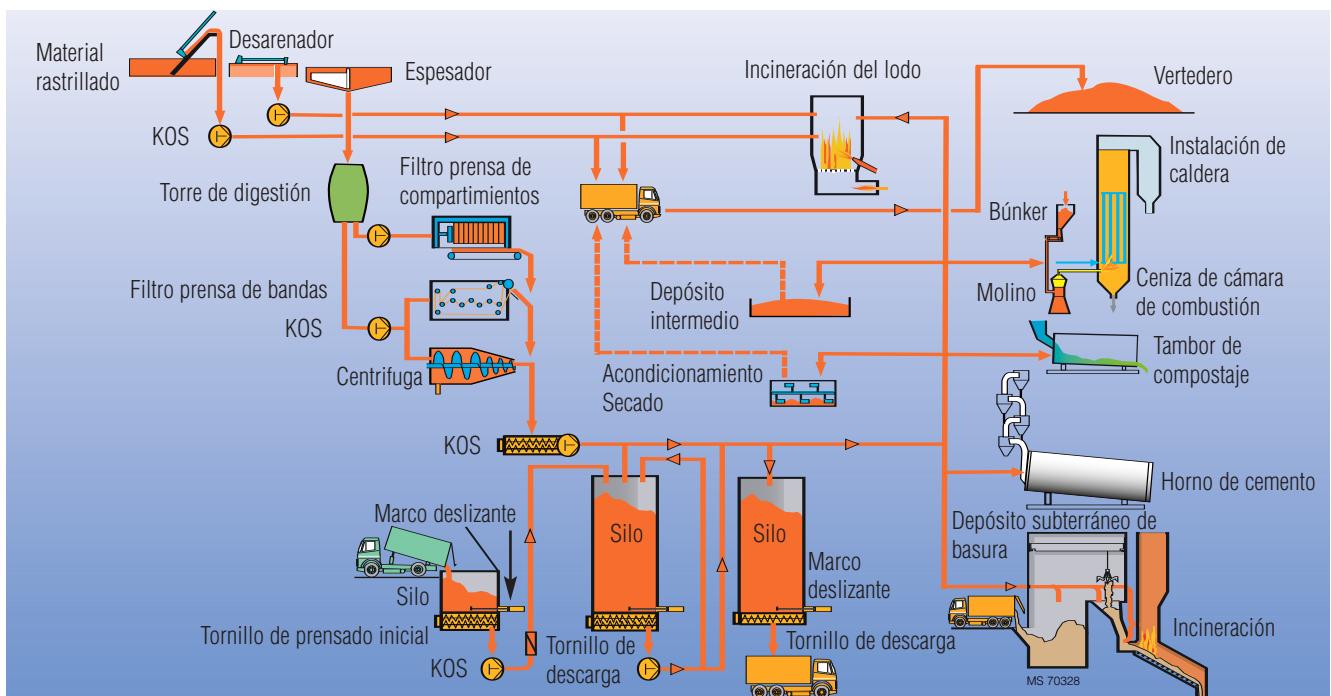 Material
rastrillado
Desarenador
Espesador
KOS
Torre de digestión
Filtro prensa de
compartimientos
Filtro prensa de bandas
KOS
Centrifuga
KOS
Incineración del lodo
Vertedero
Instalación de
caldera
Búnker
Molino
Ceniza de cámara
de combustión
Depósito
intermedio
Acondicionamiento
Secado
Tambor de
compostaje
Horno de cemento
Marco deslizante
Silo
Tornillo de prensado inicial
KOS
Silo
Tornillo de
descarga
Silo
Marco
deslizante
Tornillo de descarga
Depósito subterráneo de
basura
Incineración
MS 70328